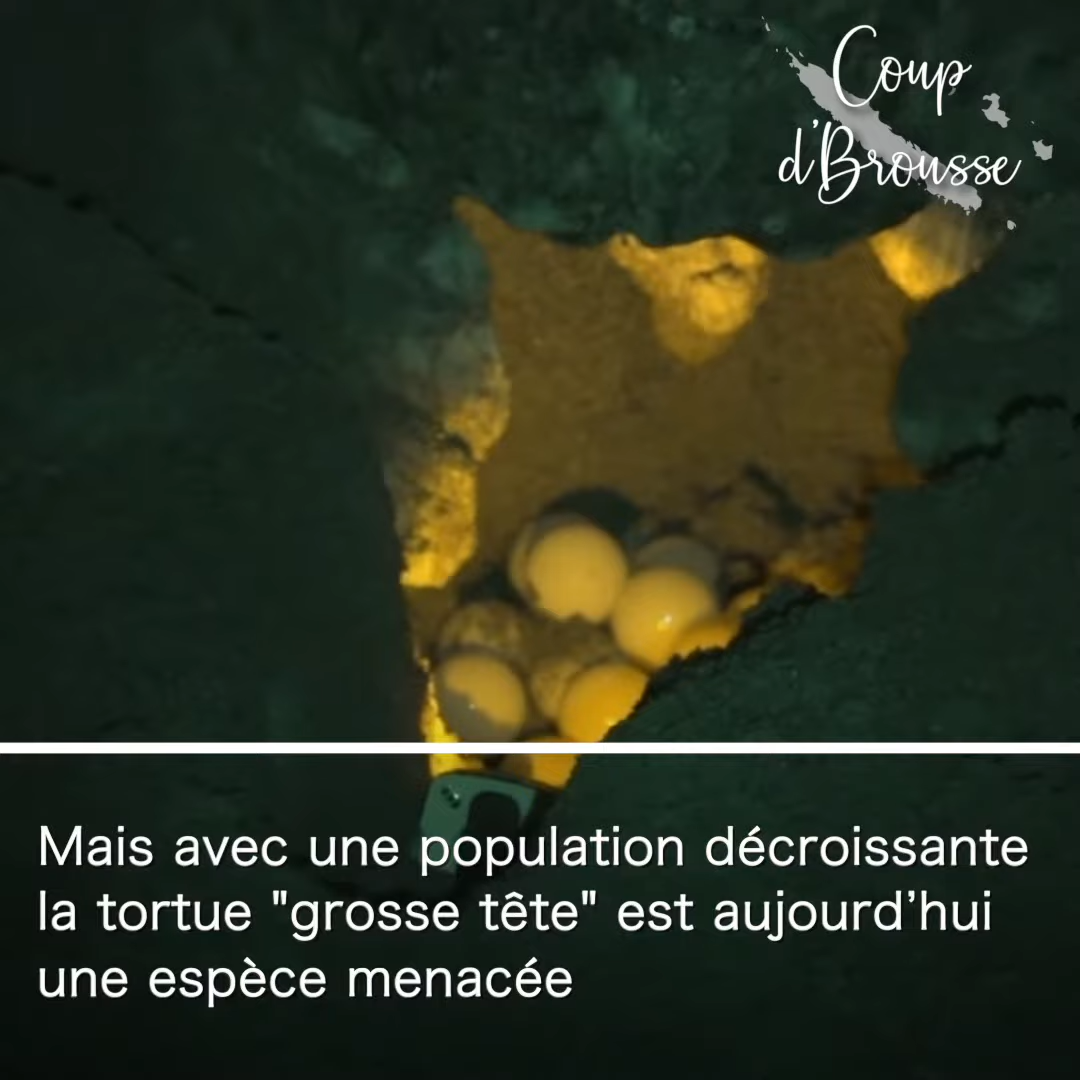 Coup
d'Brousse
Mais avec une population décroissante
la tortue "grosse tête" est aujourd'hui
une espèce menacée